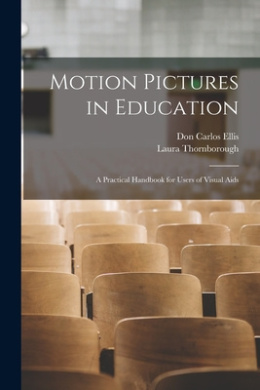 MOTION PICTURES
IN EDUCATION
Don Carlos Ellis
Laura Thornborough
A Practical Handbook for Users of Visual Aids